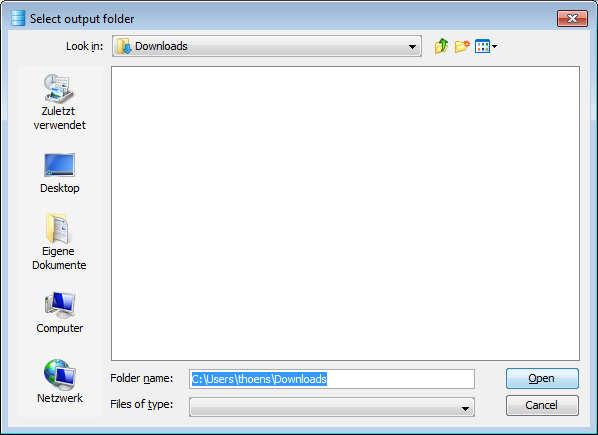 Select output folder
Look in:
Downloads
Zuletzt
verwendet
Desktop
Eigene
Dokumente
Computer
Netzwerk
Folder name:
C:\Users\thoens\Downloads
Open
Files of type:
Cancel